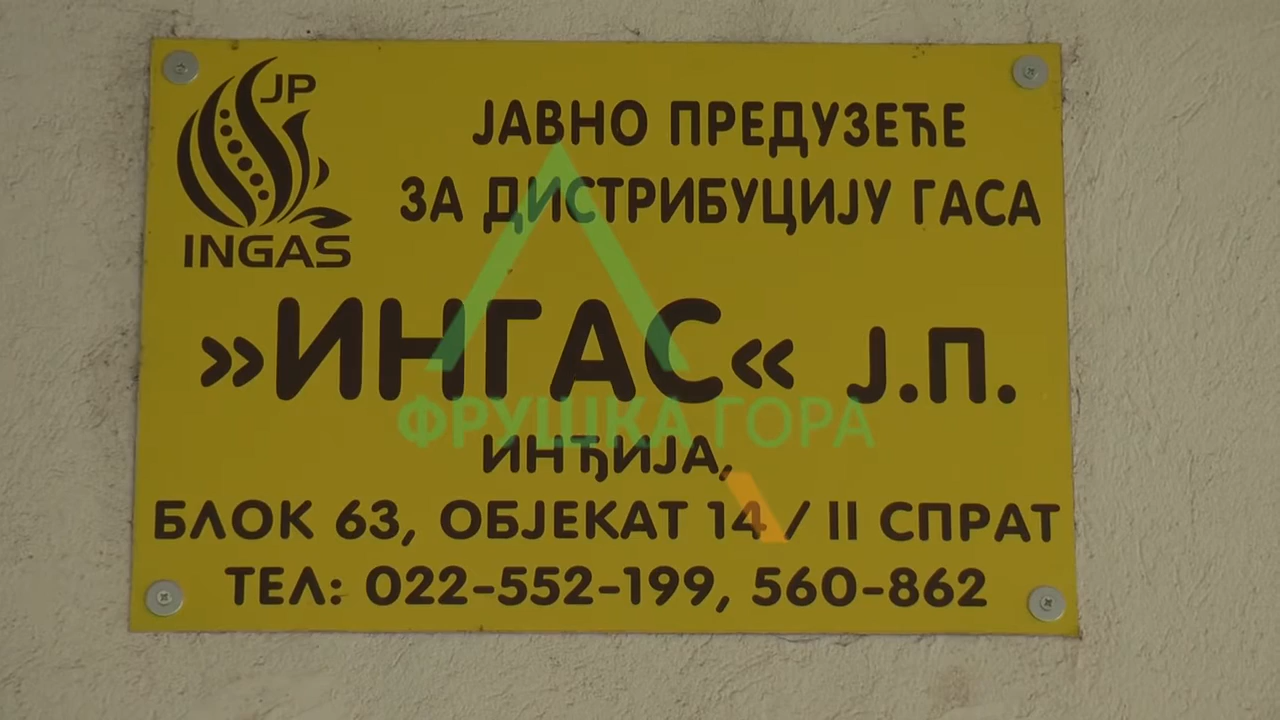 JP
INGAS
ЈАВНО ПРЕДУЗЕЋЕ
ЗА ДИСТРИБУЦИЈУ ГАСА
»ИНГАС« Ј.П.
ФРУШКА ГОРА
ИНЂИЈА,
БЛОК 63, ОБЈЕКАТ 14 / II СПРАТ
ТЕЛ: 022-552-199, 560-862